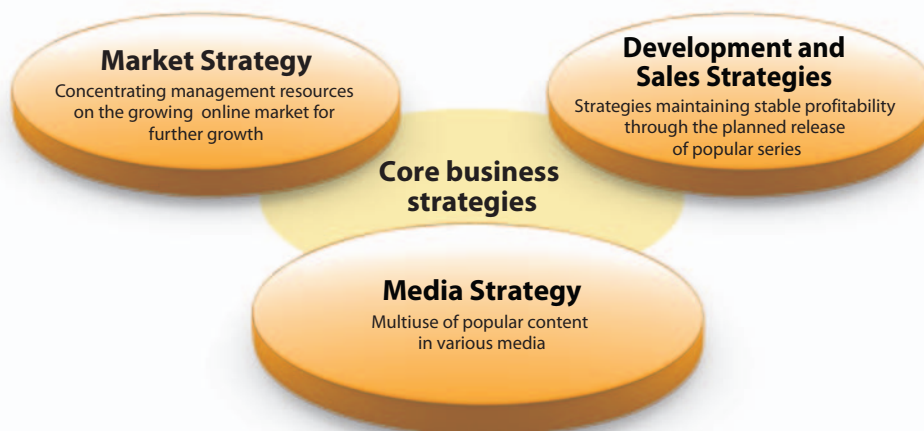 Market Strategy
Concentrating management resources
on the growing online market for
further growth
Development and
Sales Strategies
Strategies maintaining stable profitability
through the planned release
of popular series
Core business
strategies
Media Strategy
Multiuse of popular content
in various media